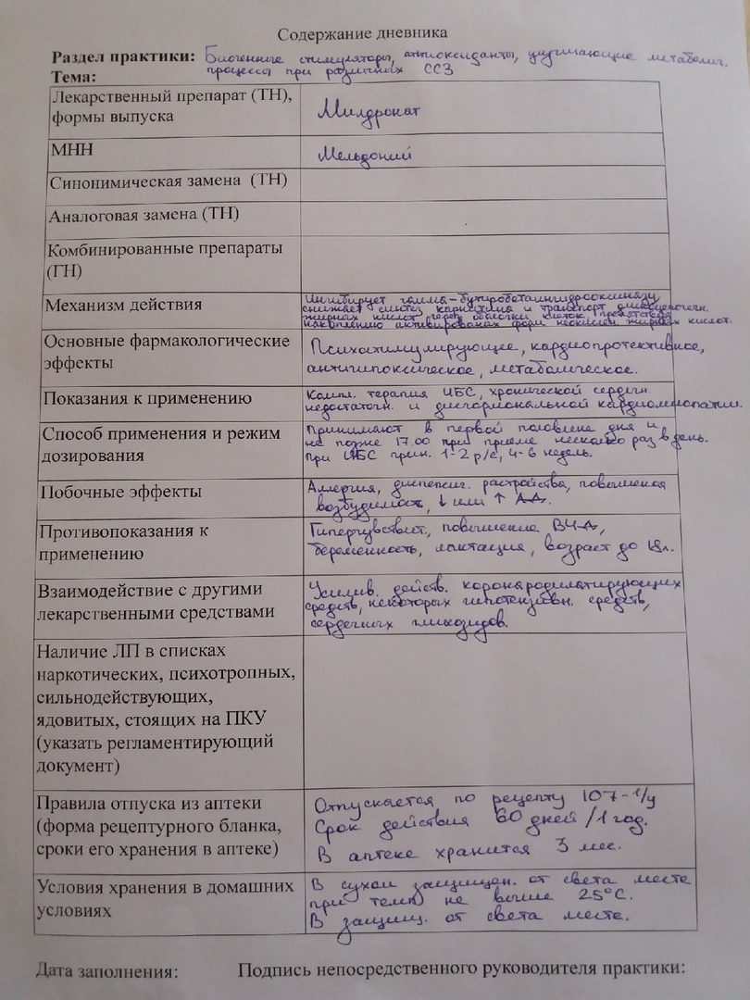 Содержание дневника
Раздел практики: Биогенные стимуляторы, антиоксиданты, улучшающие метаболич.
Тема: процессы при различных ССЗ
Лекарственный препарат (ТН),
формы выпуска
Милдронат
МНН
Мельдоний
Синонимическая замена (ТН)
Аналоговая замена (ТН)
Комбинированные препараты
(ТН)
Механизм действия
Ингибирует гамма-бутиробетаингидроксиназу
снижает синтез карнитина и транспорт длинноцепочечн.
жирных кислот через оболочки клеток, препятствуя
накоплению активированых форм неокислен жирных кислот.
Основные фармакологические
эффекты
Психостимулирующее, кардиопротективное,
антигипоксическое, метаболическое.
Показания к применению
Компл. терапия ИБС, хронической сердечн.
недостаточн. и дисгормональной кардиомиопатии.
Способ применения и режим
дозирования
Принимают в первой половине дня и
не позже 17.00 при приеме несколько раз в день.
При ИБС прин. 1-2 р/с, 4-6 недель.
Побочные эффекты
Аллергия, диспепсич. расстройства, повышеная
возбудимость, ↓ или ↑ АД.
Противопоказания к
применению
Гиперчувствит., повышение ВЧД,
беременность, лактация, возраст до 18л.
Взаимодействие с другими
лекарственными средствами
Усилив. действ. коронародилатирующих
средств, некоторых гипотензивн. средств,
сердечных гликозидов.
Наличие ЛП в списках
наркотических, психотропных,
сильнодействующих,
ядовитых, стоящих на ПКУ
(указать регламентирующий
документ)
Правила отпуска из аптеки
(форма рецептурного бланка,
сроки его хранения в аптеке)
Отпускается по рецепту 107-1/у
Срок действия 60 дней /1 год.
В аптеке хранится 3 мес.
Условия хранения в домашних
условиях
В сухом защищен. от света месте
при темп не выше 25°С.
В защищ. от света месте.
Дата заполнения: Подпись непосредственного руководителя практики: